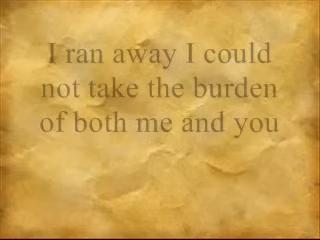 I ran away I could
not take the burden
of both me and you